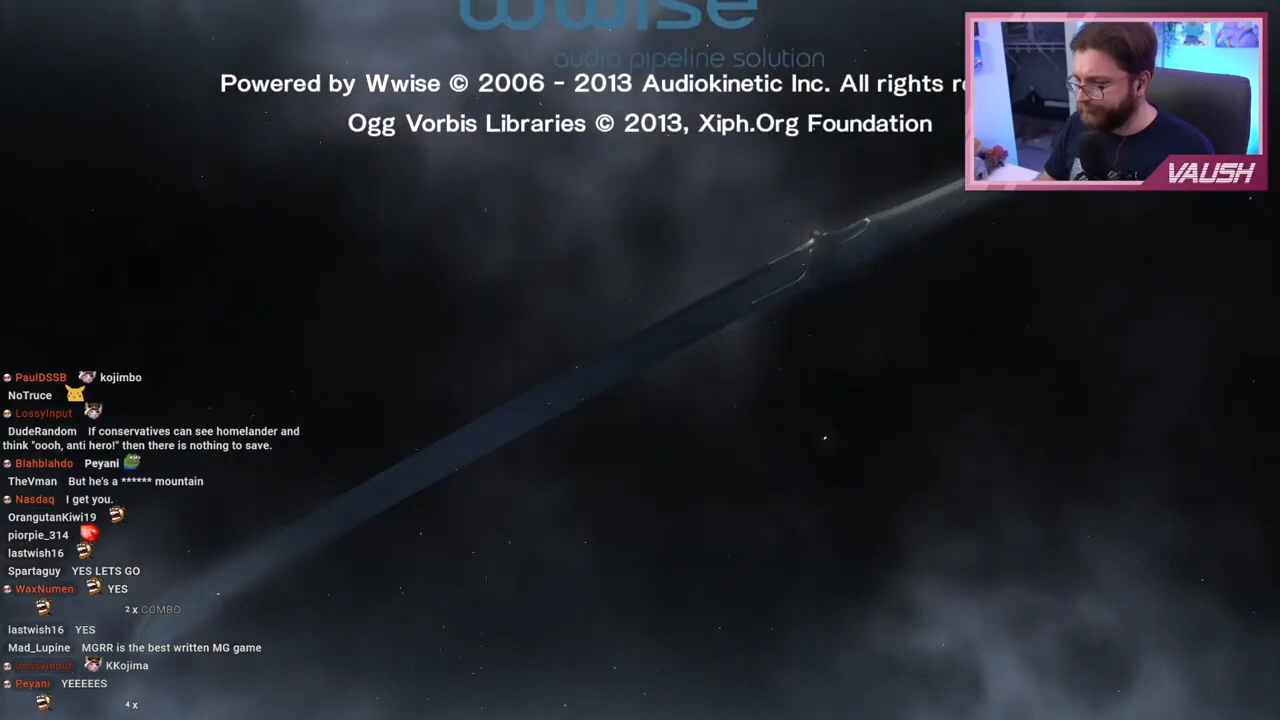 wwise
audio pipeline solution
Powered by Wwise © 2006 - 2013 Audiokinetic Inc. All rights re
Ogg Vorbis Libraries © 2013, Xiph.Org Foundation
VAUSH
PaulDSSB kojimbo
NoTruce
LossyInput
DudeRandom If conservatives can see homelander and
think "oooh, anti hero!" then there is nothing to save.
Blahblahdo Peyani
TheVman But he's a ****** mountain
Nasdaq I get you.
OrangutanKiwi19
piorpie_314
lastwish16
Spartaguy YES LETS GO
WaxNumen YES
2 x COMBO
lastwish16 YES
Mad_Lupine MGRR is the best written MG game
KKojima
Peyani YEEEEES
4 x